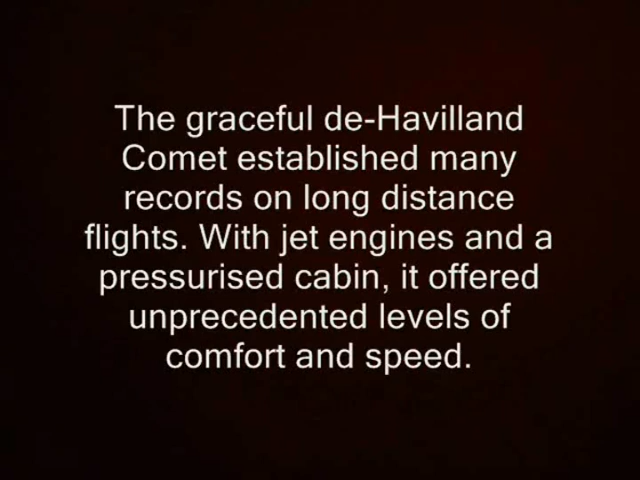 The graceful de-Havilland
Comet established many
records on long distance
flights. With jet engines and a
pressurised cabin, it offered
unprecedented levels of
comfort and speed.